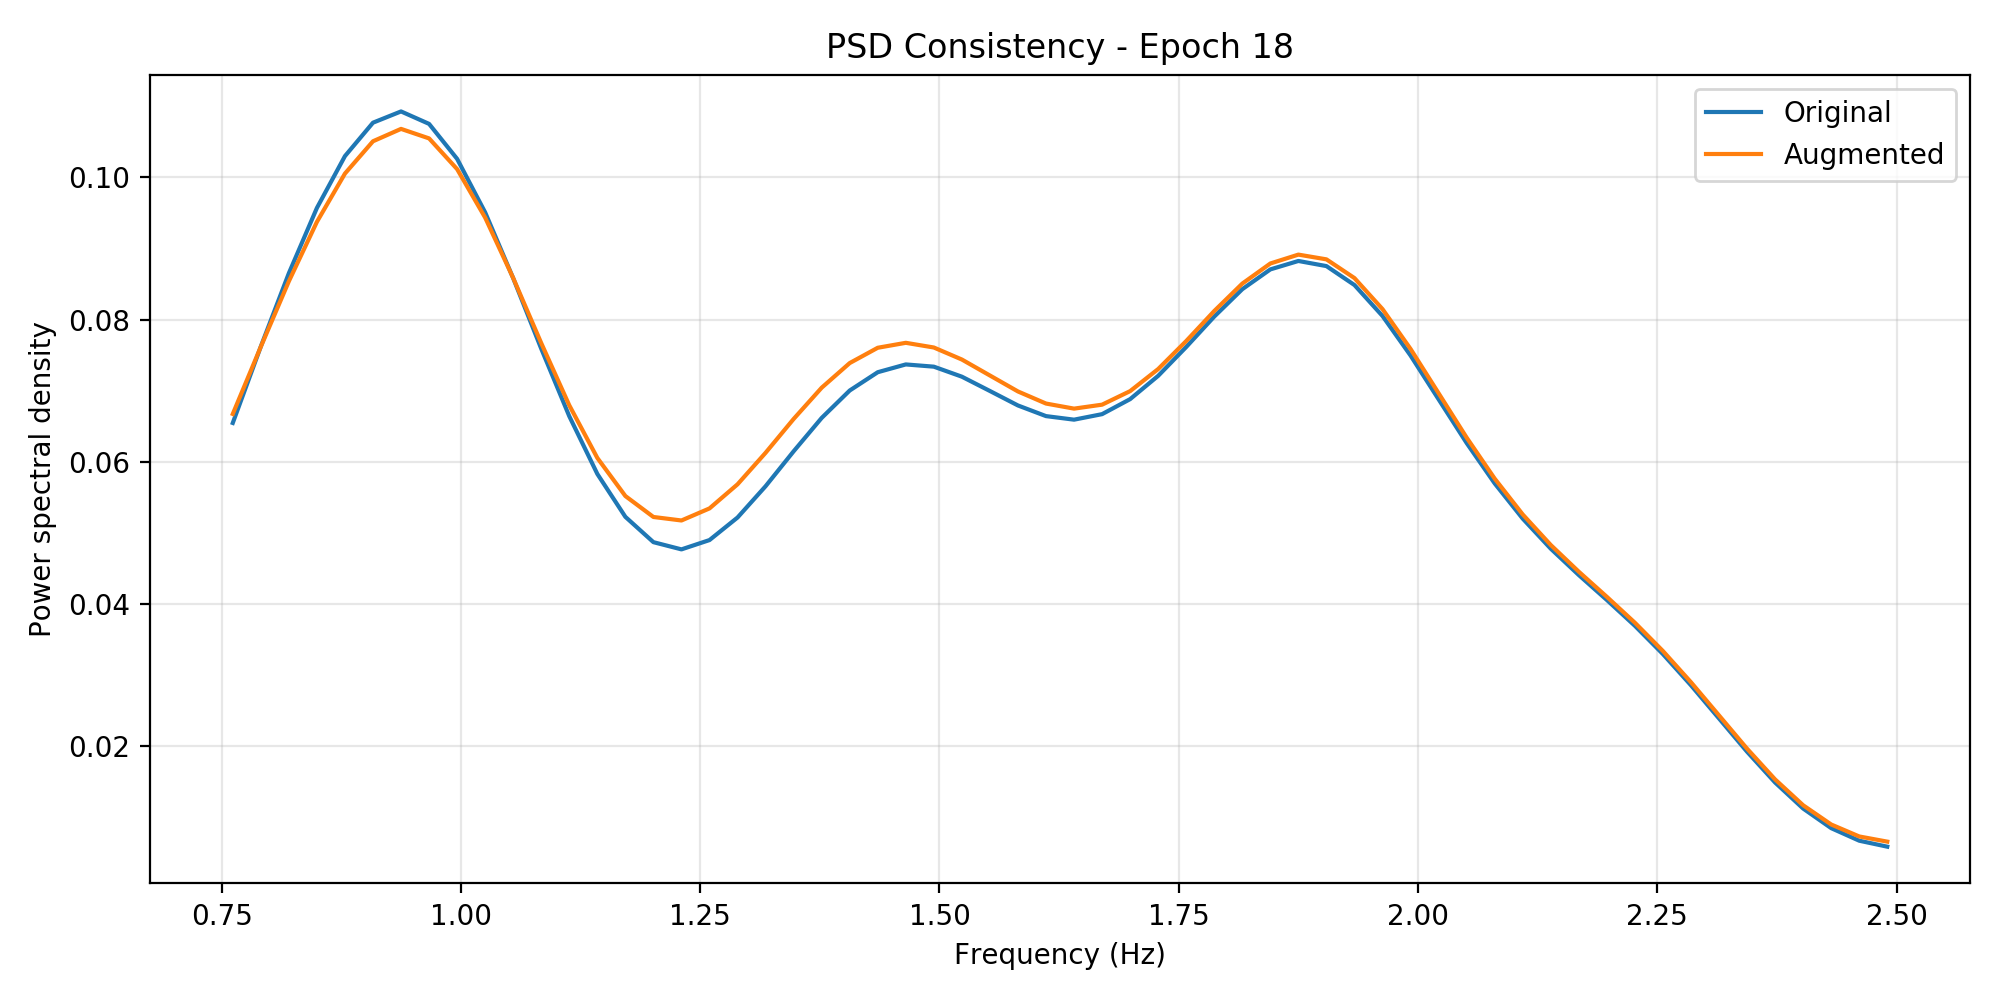 PSD Consistency - Epoch 18
Original
Augmented
Power spectral density
0.10
0.08
0.06
0.04
0.02
0.75 1.00 1.25 1.50 1.75 2.00 2.25 2.50
Frequency (Hz)